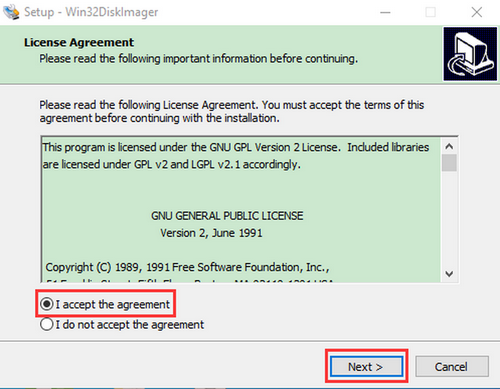 Setup - Win32DiskImager
License Agreement
Please read the following important information before continuing.
Please read the following License Agreement. You must accept the terms of this
agreement before continuing with the installation.
This program is licensed under the GNU GPL Version 2 License. Included libraries
are licensed under GPL v2 and LGPL v2.1 accordingly.
GNU GENERAL PUBLIC LICENSE
Version 2, June 1991
Copyright (C) 1989, 1991 Free Software Foundation, Inc.,
I accept the agreement
I do not accept the agreement
Next >
Cancel